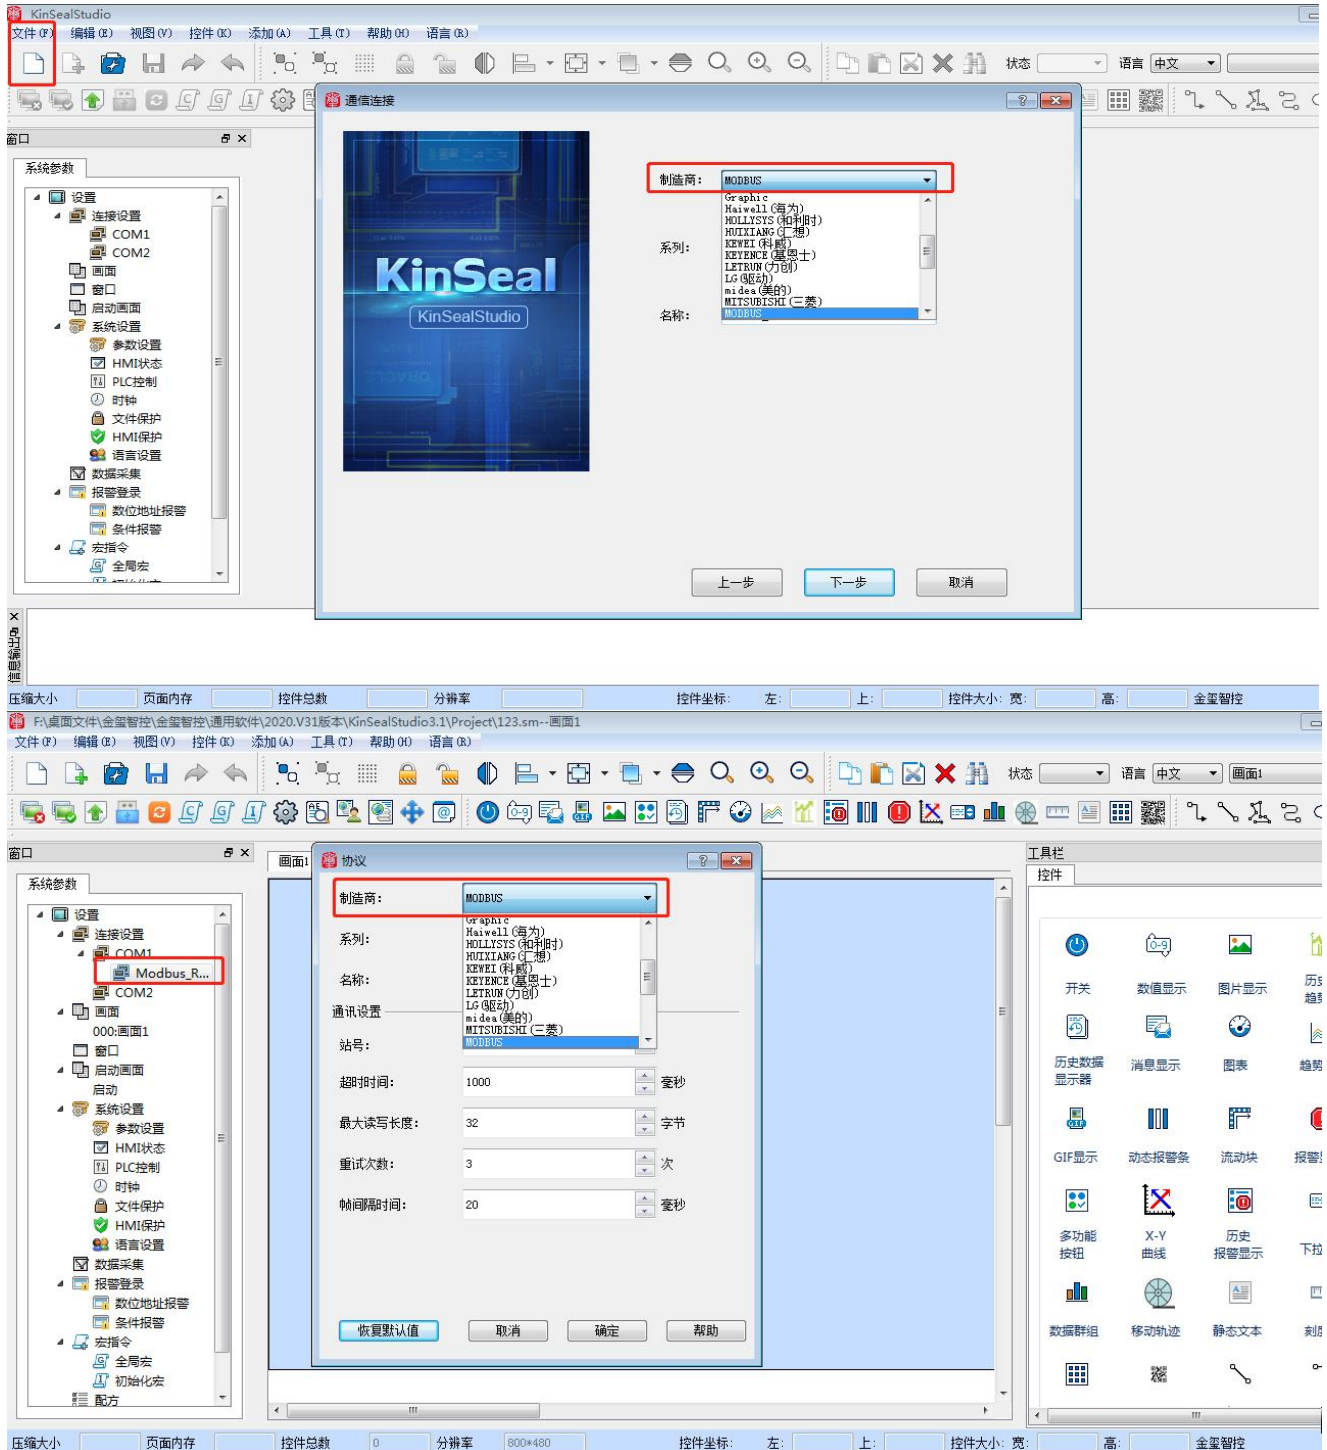 KinSealStudio
文件(F) 编辑(E) 视图(V) 控件(K) 添加(A) 工具(T) 帮助(H) 语言(R)
状态 语言 中文
通信连接
窗口
系统参数
设置
连接设置
COM1
COM2
画面
窗口
启动画面
系统设置
参数设置
HMI状态
PLC控制
时钟
文件保护
HMI保护
语言设置
数据采集
报警登录
数位地址报警
条件报警
宏指令
全局宏
KinSeal
KinSealStudio
制造商: MODBUS
Graphic
Haiwell(海为)
HOLLYSYS(和利时)
HUIXIANG(汇想)
KEWEI(科威)
KEYENCE(基恩士)
LETRUN(力创)
LG(驱动)
midea(美的)
MITSUBISHI(三菱)
MODBUS
系列:
名称:
上一步 下一步 取消
信息输出
压缩大小 页面内存 控件总数 分辨率 控件坐标: 左: 上: 控件大小: 宽: 高: 金玺智控
F:\桌面文件\金玺智控\金玺智控\通用软件\2020.V31版本\KinSealStudio3.1\Project\123.sm--画面1
文件(F) 编辑(E) 视图(V) 控件(K) 添加(A) 工具(T) 帮助(H) 语言(R)
状态 语言 中文 画面1
窗口
系统参数
设置
连接设置
COM1
Modbus_R...
COM2
画面
000:画面1
窗口
启动画面
启动
系统设置
参数设置
HMI状态
PLC控制
时钟
文件保护
HMI保护
语言设置
数据采集
报警登录
数位地址报警
条件报警
宏指令
全局宏
初始化宏
配方
画面1
协议
制造商: MODBUS
Graphic
Haiwell(海为)
HOLLYSYS(和利时)
HUIXIANG(汇想)
KEWEI(科威)
KEYENCE(基恩士)
LETRUN(力创)
LG(驱动)
midea(美的)
MITSUBISHI(三菱)
MODBUS
系列:
名称:
通讯设置
站号:
超时时间: 1000 毫秒
最大读写长度: 32 字节
重试次数: 3 次
帧间隔时间: 20 毫秒
恢复默认值 取消 确定 帮助
工具栏
控件
开关 数值显示 图片显示 历史
趋势
历史数据
显示器
消息显示 图表 趋势
GIF显示 动态报警条 流动块 报警
多功能
按钮
X-Y
曲线
历史
报警显示
下拉
数据群组 移动轨迹 静态文本 刻度
压缩大小 页面内存 控件总数 0 分辨率 800*480 控件坐标: 左: 上: 控件大小: 宽: 高: 金玺智控